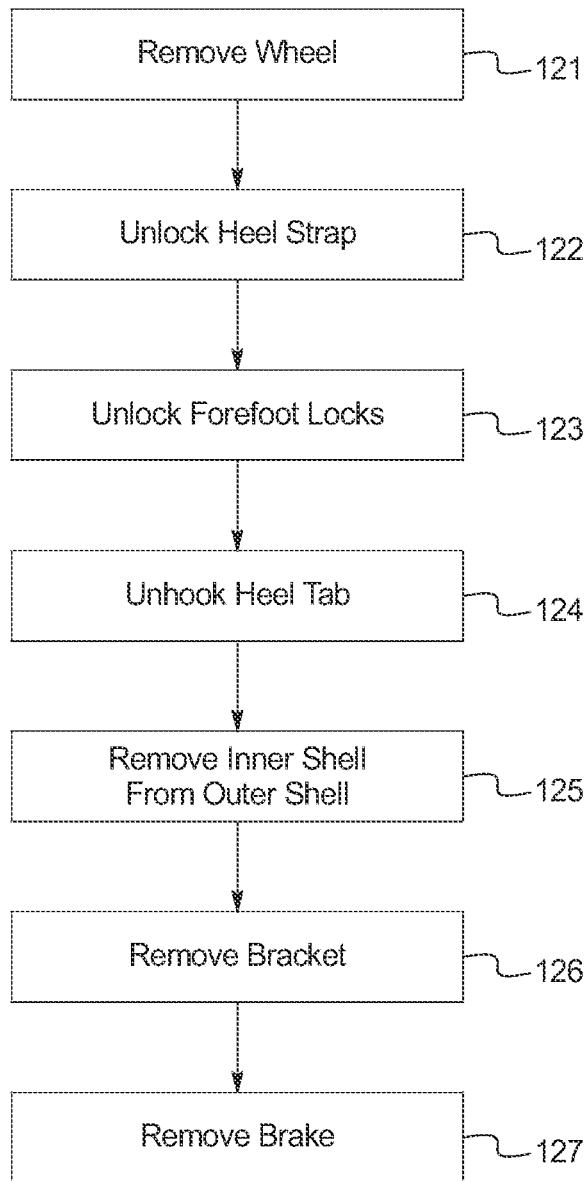 Remove Wheel
121
Unlock Heel Strap
122
Unlock Forefoot Locks
123
Unhook Heel Tab
124
Remove Inner Shell
From Outer Shell
125
Remove Bracket
126
Remove Brake
127